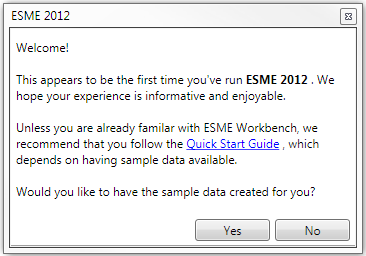 ESME 2012
Welcome!
This appears to be the first time you've run ESME 2012 . We
hope your experience is informative and enjoyable.
Unless you are already familar with ESME Workbench, we
recommend that you follow the Quick Start Guide , which
depends on having sample data available.
Would you like to have the sample data created for you?
Yes
No